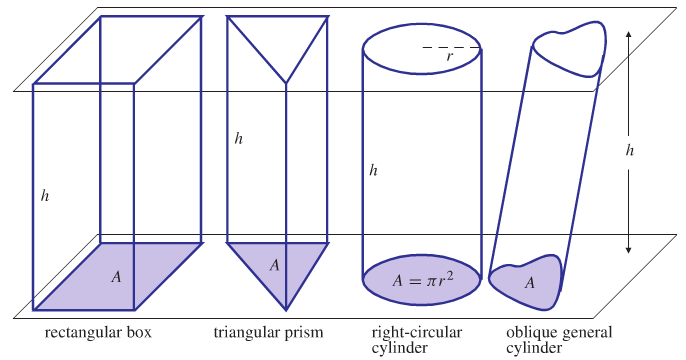 r
h
h
h
h
A
A
A = πr²
A
rectangular box
triangular prism
right-circular
cylinder
oblique general
cylinder